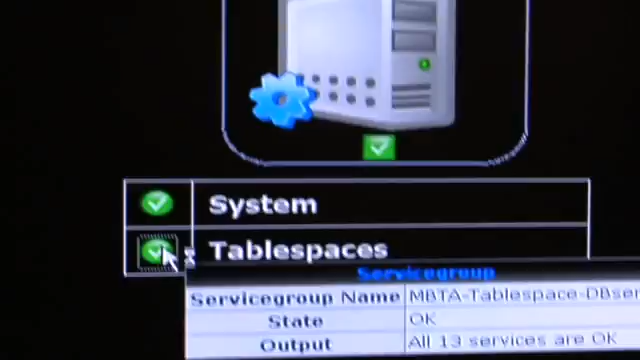 System
Tablespaces
Servicegroup
Servicegroup Name MBTA-Tablespace-DBser
State OK
Output All 13 services are OK